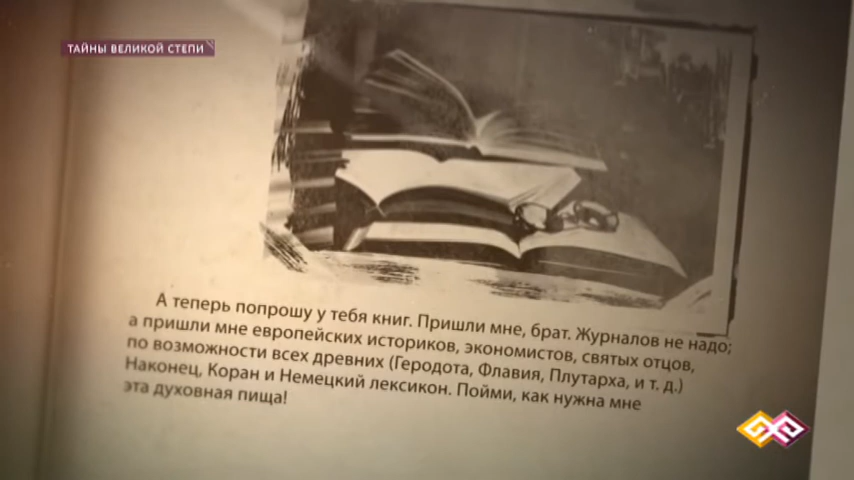 ТАЙНЫ ВЕЛИКОЙ СТЕПИ
А теперь попрошу у тебя книг. Пришли мне, брат. Журналов не надо;
а пришли мне европейских историков, экономистов, святых отцов,
по возможности всех древних (Геродота, Флавия, Плутарха, и т. д.)
Наконец, Коран и Немецкий лексикон. Пойми, как нужна мне
эта духовная пища!